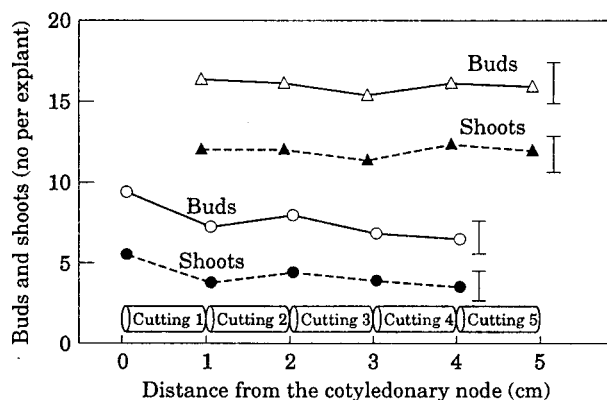 20
15
10
5
0
Buds and shoots (no per explant)
Buds
Shoots
Buds
Shoots
Cutting 1 Cutting 2 Cutting 3 Cutting 4 Cutting 5
0 1 2 3 4 5
Distance from the cotyledonary node (cm)